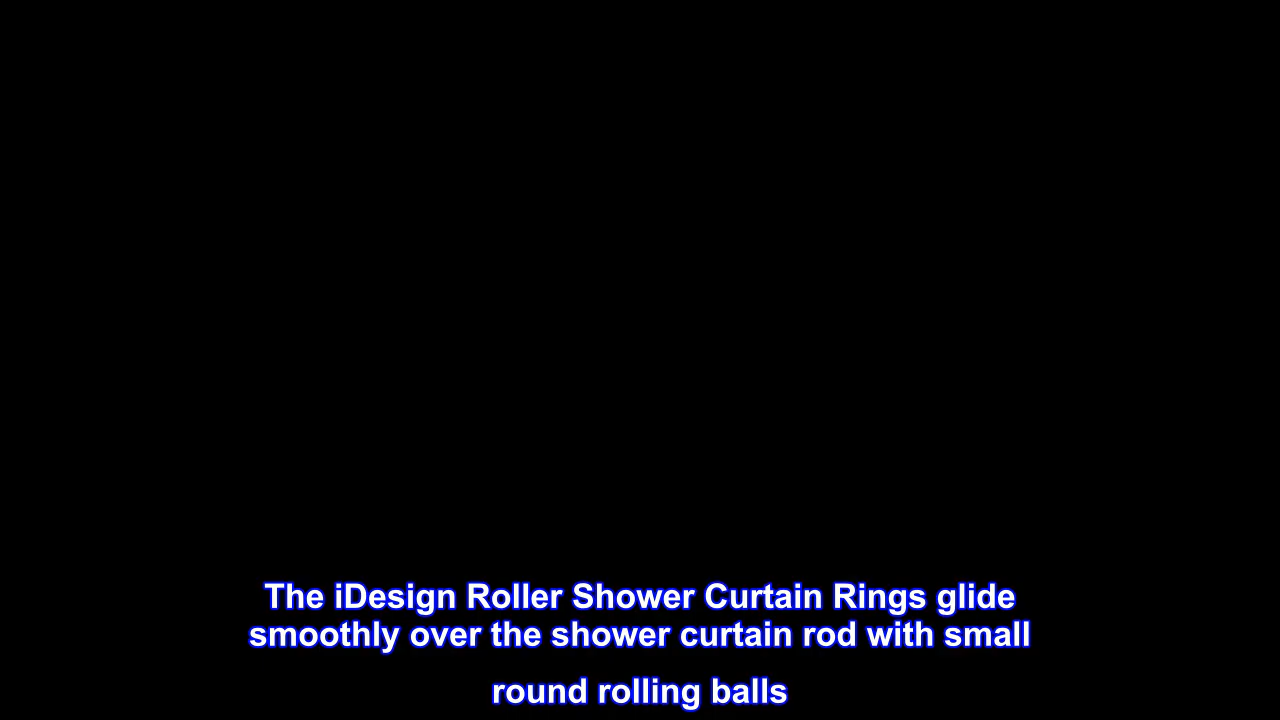 The iDesign Roller Shower Curtain Rings glide
smoothly over the shower curtain rod with small
round rolling balls